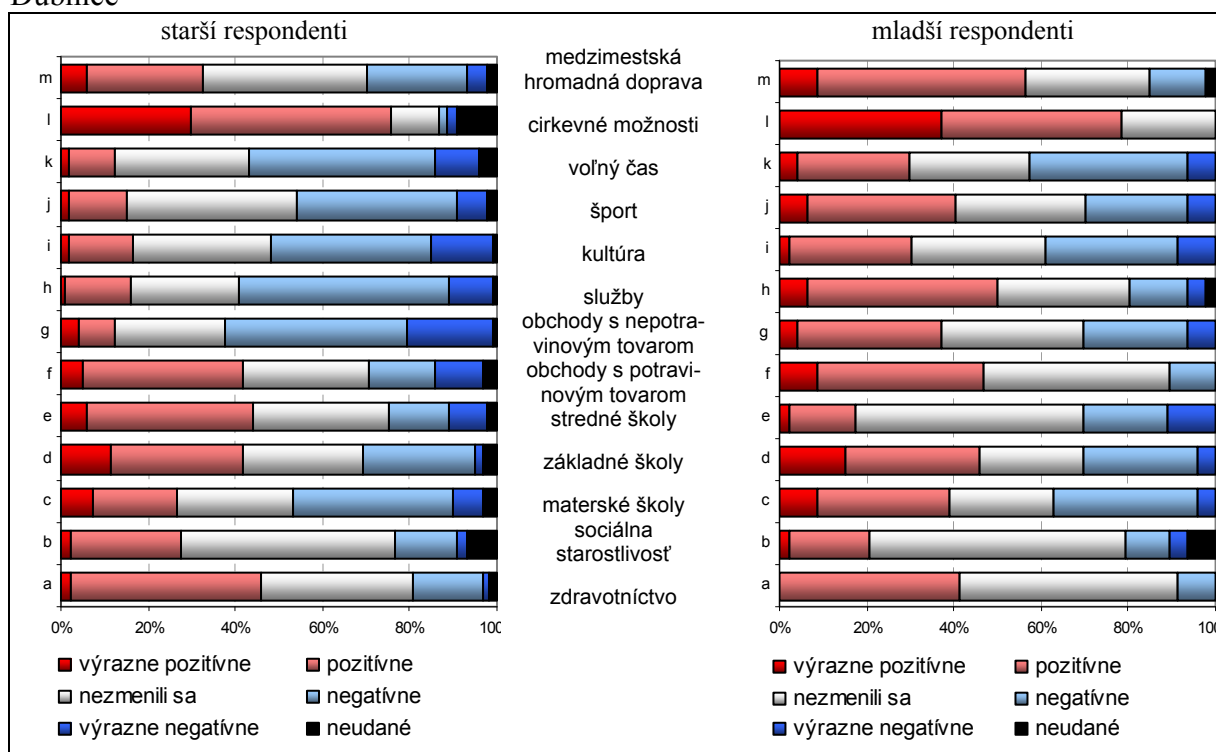 Dubnice
starší respondenti
mladší respondenti
m
l
k
j
i
h
g
f
e
d
c
b
a
0%
20%
40%
60%
80%
100
medzimestská
hromadná doprava
cirkevné možnosti
voľný čas
šport
kultúra
služby
obchody s nepotra-
vinovým tovarom
obchody s potravi-
novým tovarom
stredné školy
základné školy
materské školy
sociálna
starostlivosť
zdravotníctvo
m
l
k
j
i
h
g
f
e
d
c
b
a
0%
20%
40%
60%
80%
100
výrazne pozitívne
pozitívne
nezmenili sa
negatívne
výrazne negatívne
neudané
výrazne pozitívne
pozitívne
nezmenili sa
negatívne
výrazne negatívne
neudané